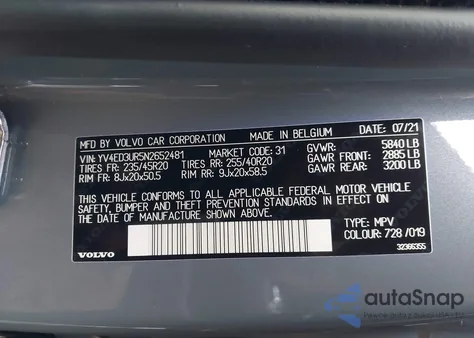 MFD BY VOLVO CAR CORPORATION MADE IN BELGIUM DATE: 07/21
VIN: YV4ED3UR5N2652481 MARKET CODE: 31 GVWR: 5840 LB
TIRES FR: 235/45R20 TIRES RR: 255/40R20 GAWR FRONT: 2885 LB
RIM FR: 8Jx20x50.5 RIM RR: 9Jx20x58.5 GAWR REAR: 3200 LB
THIS VEHICLE CONFORMS TO ALL APPLICABLE FEDERAL MOTOR VEHICLE
SAFETY, BUMPER AND THEFT PREVENTION STANDARDS IN EFFECT
ON THE DATE OF MANUFACTURE SHOWN ABOVE.
TYPE: MPV
COLOUR: 728 /019
VOLVO 32366355
autoSnap